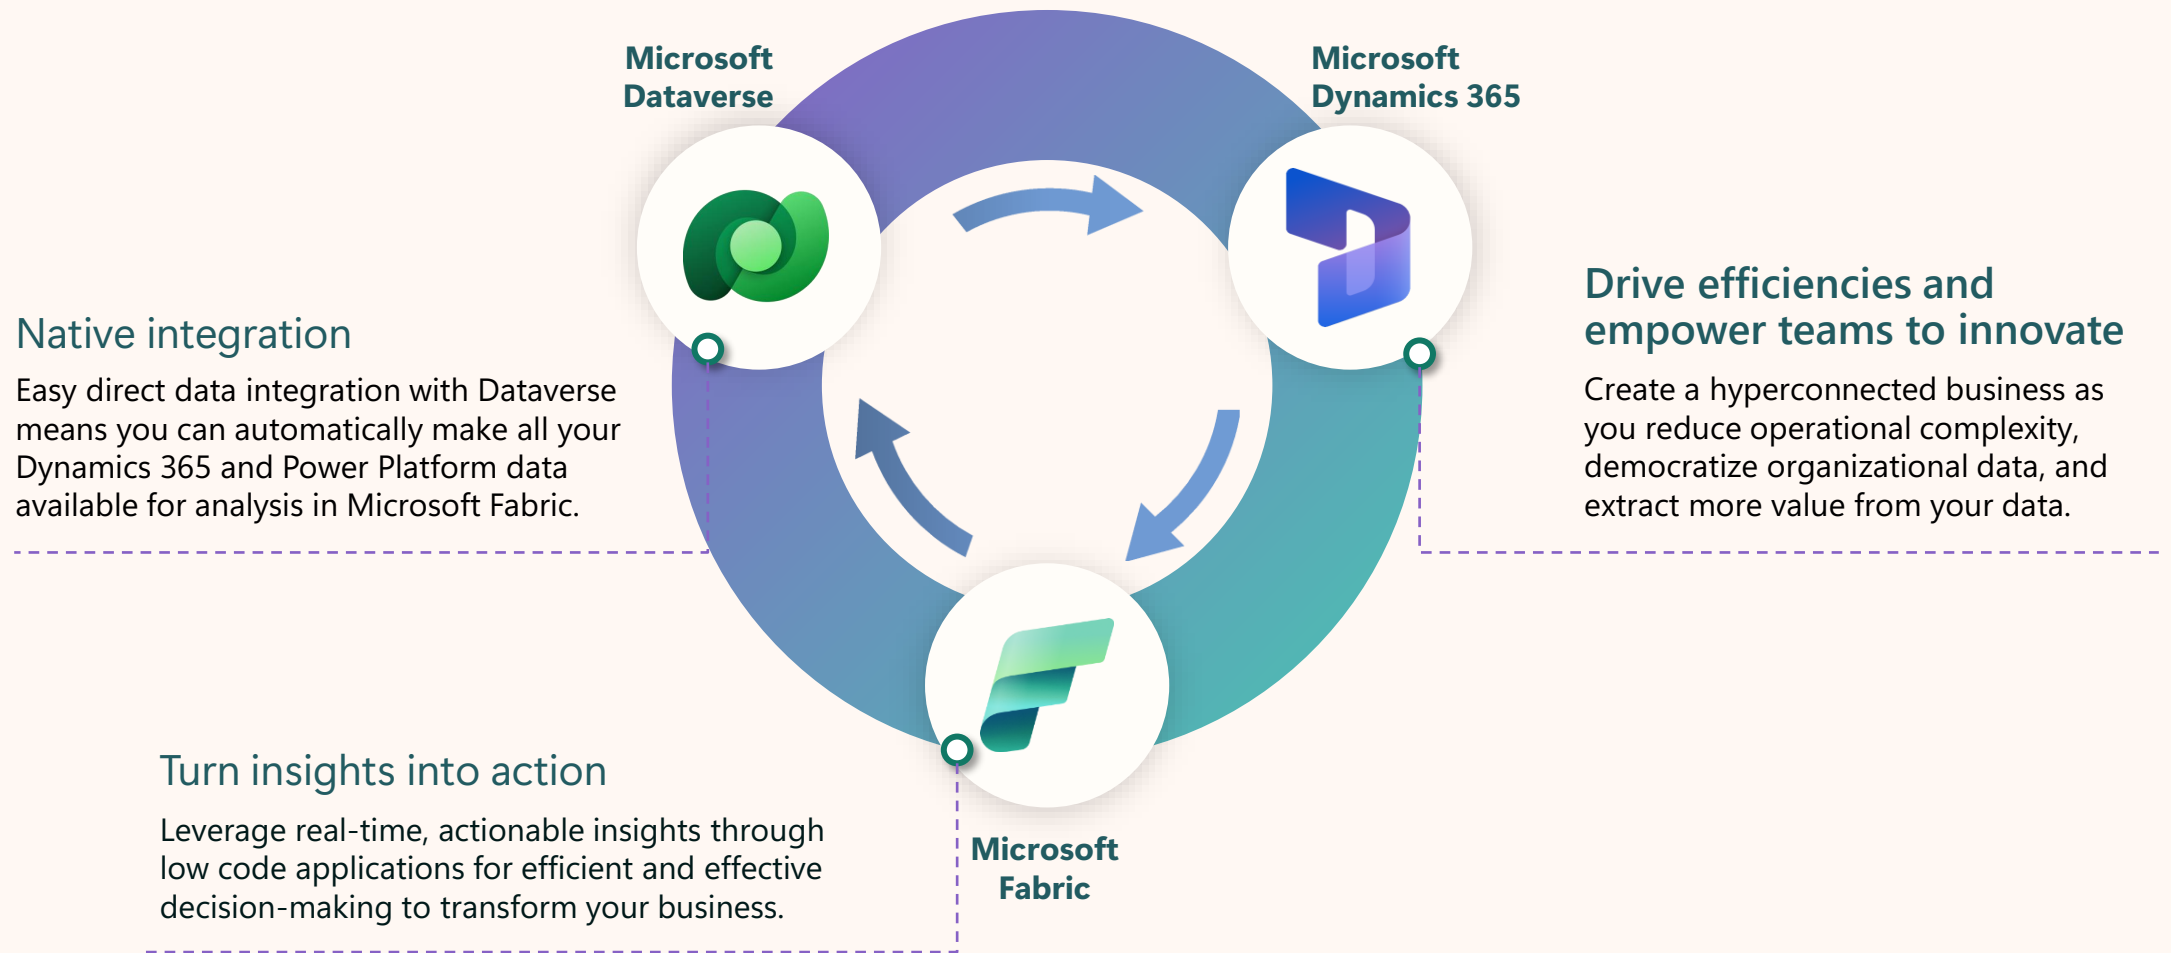 Microsoft
Dataverse
Microsoft
Dynamics 365
Native integration
Easy direct data integration with Dataverse
means you can automatically make all your
Dynamics 365 and Power Platform data
available for analysis in Microsoft Fabric.
Drive efficiencies and
empower teams to innovate
Create a hyperconnected business as
you reduce operational complexity,
democratize organizational data, and
extract more value from your data.
Turn insights into action
Leverage real-time, actionable insights through
low code applications for efficient and effective
decision-making to transform your business.
Microsoft
Fabric